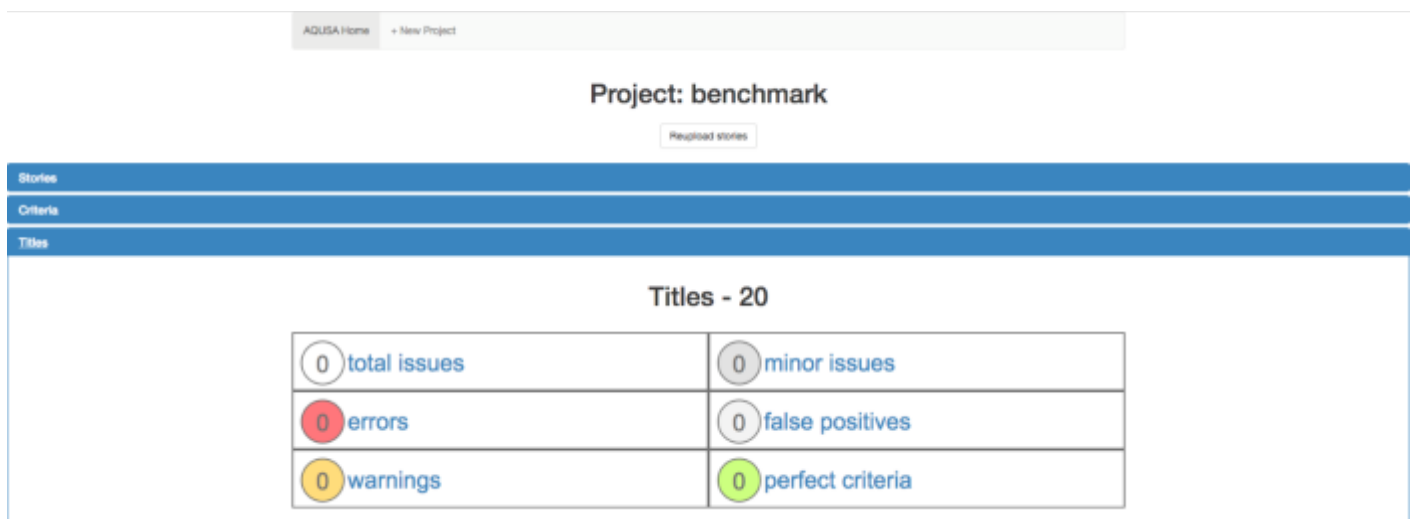 AQUSA Home + New Project
Project: benchmark
Reupload stories
Stories
Criteria
Titles
Titles - 20
0 total issues 0 minor issues
0 errors 0 false positives
0 warnings 0 perfect criteria